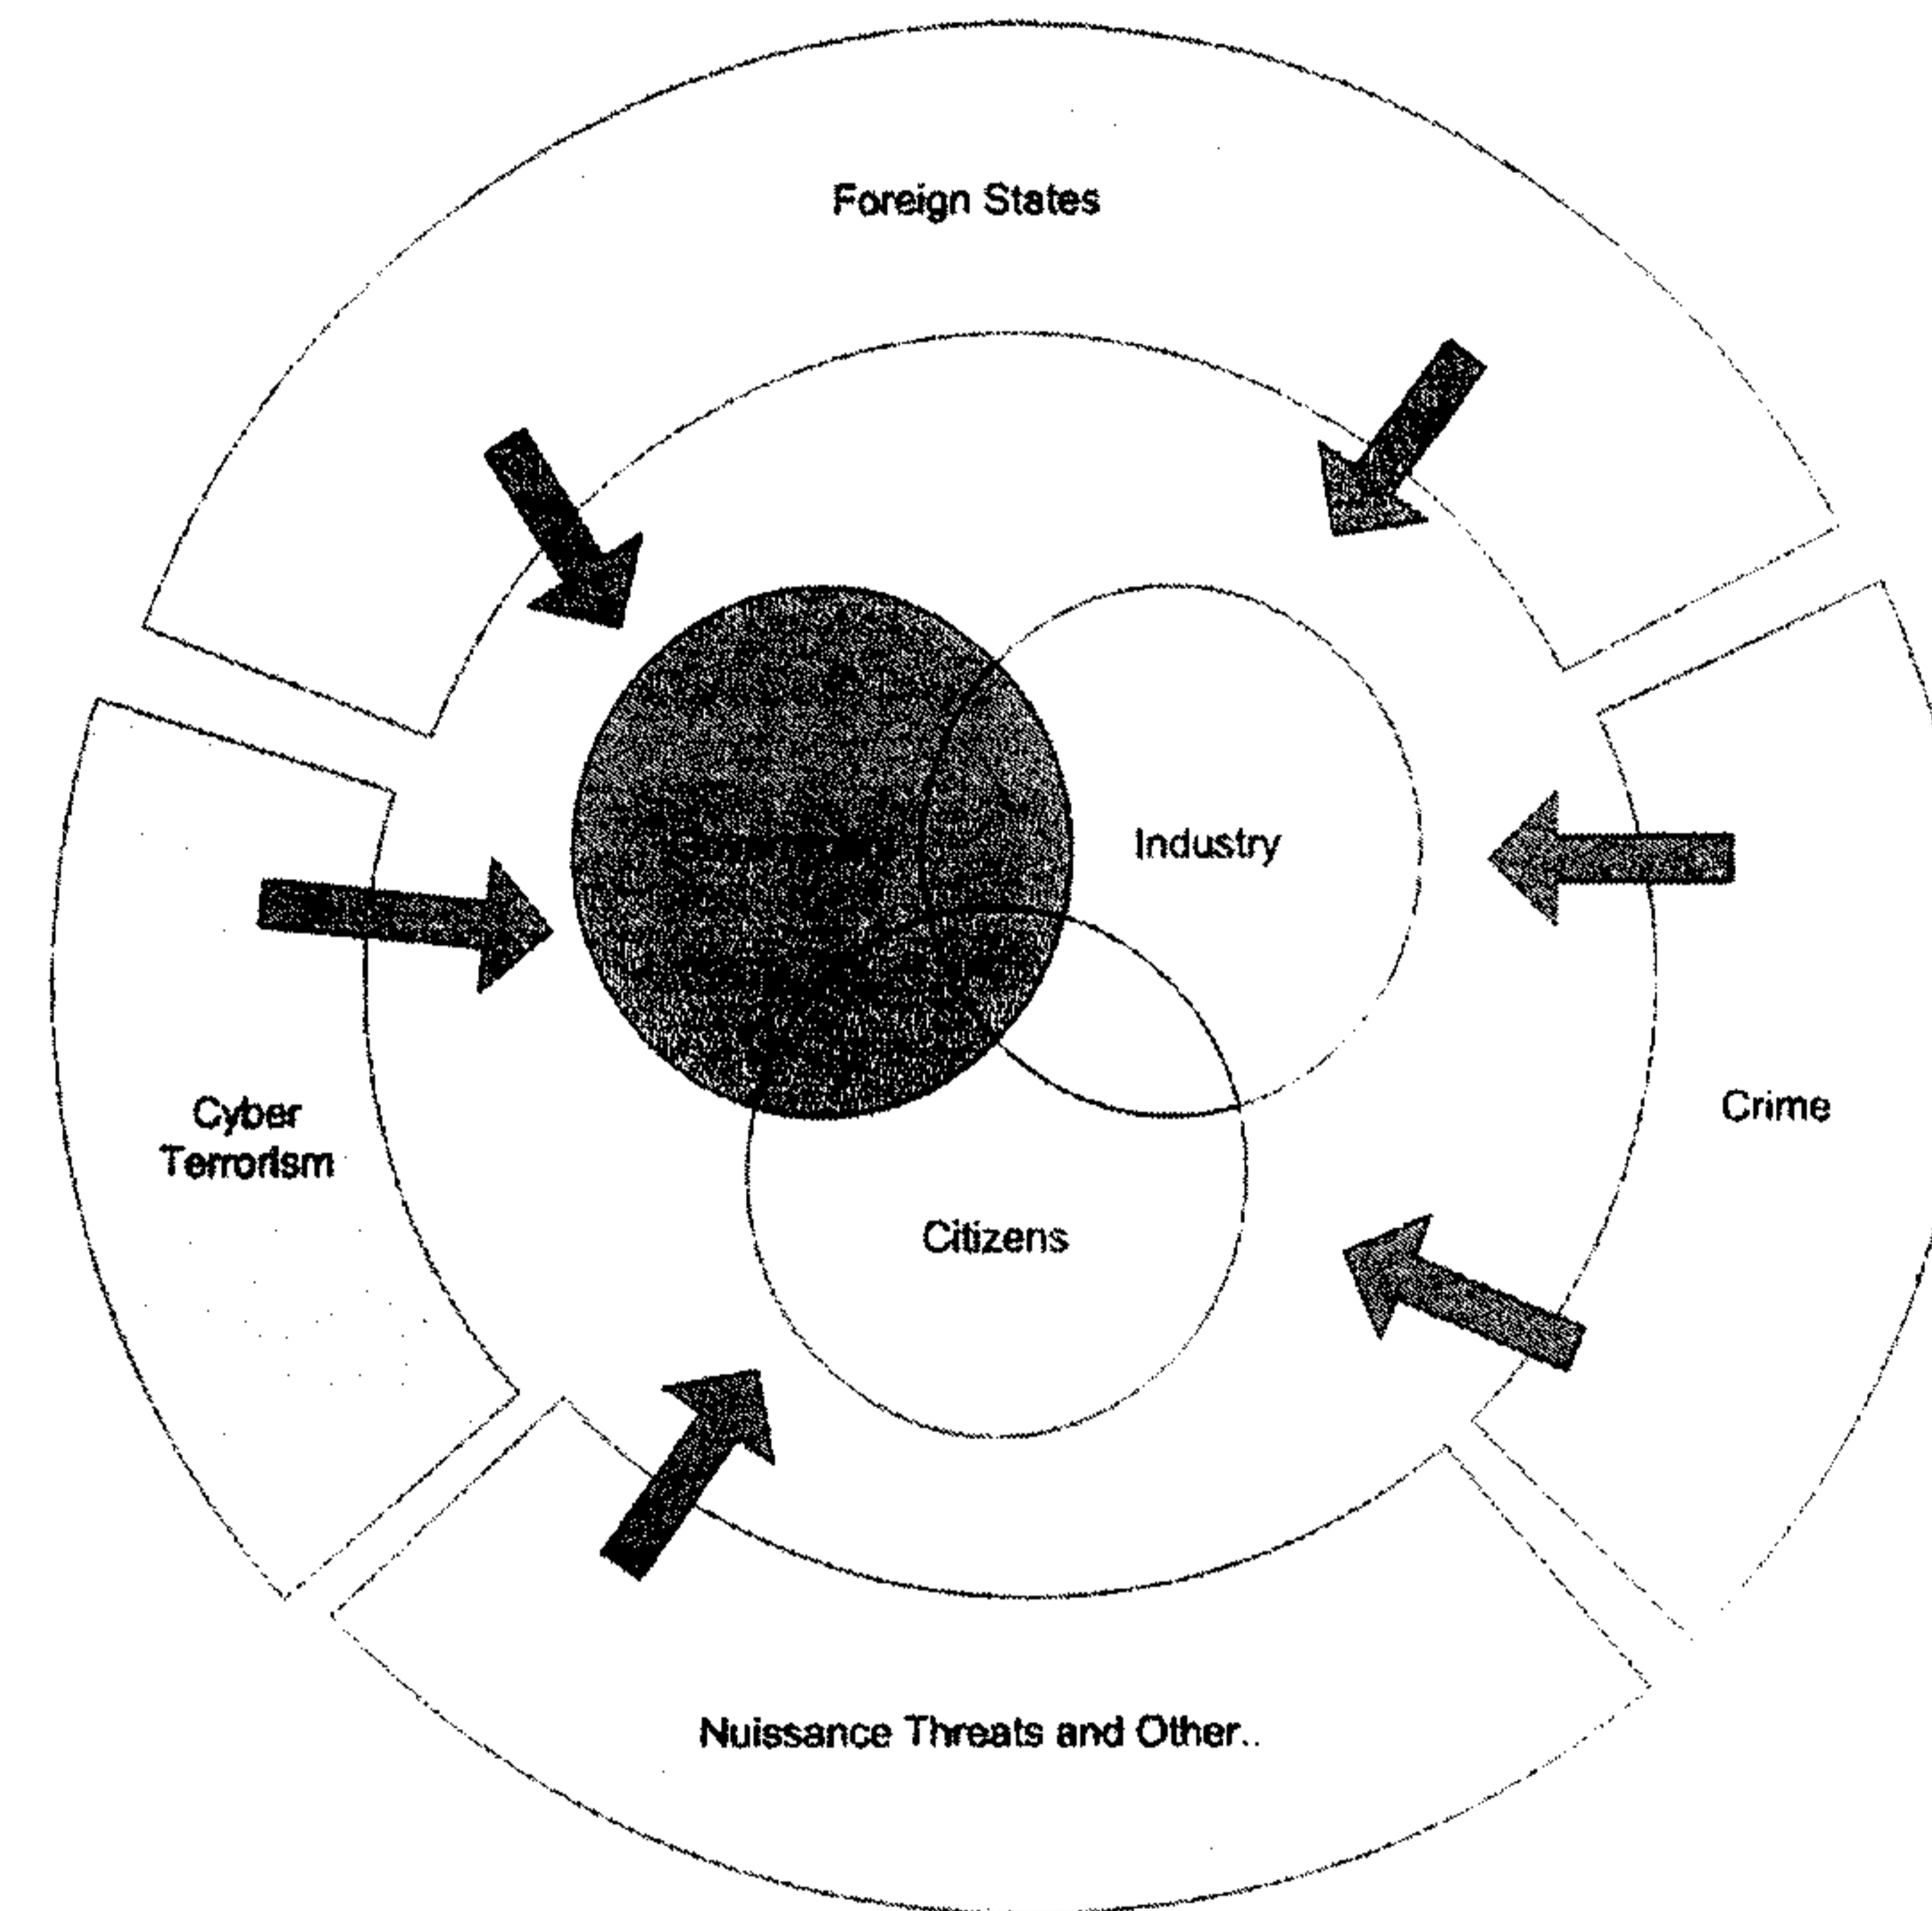 Foreign States
Industry
Cyber
Terrorism
Crime
Citizens
Nuissance Threats and Other..